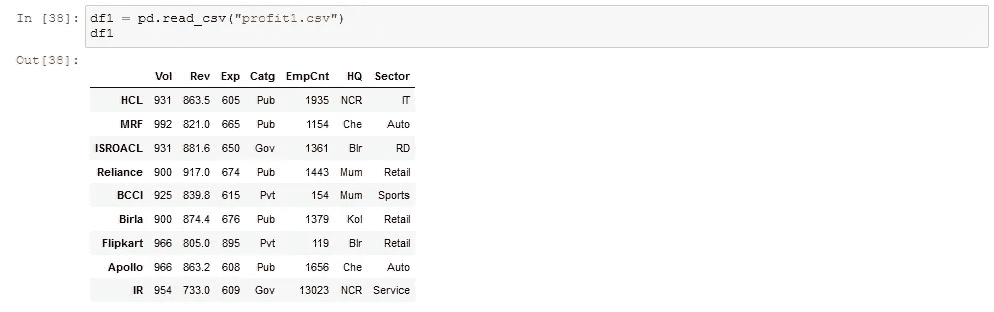 In [38]: df1 = pd.read_csv("profit1.csv")
df1
Out[38]:
Vol Rev Exp Catg EmpCnt HQ Sector
HCL 931 863.5 605 Pub 1935 NCR IT
MRF 992 821.0 665 Pub 1154 Che Auto
ISROACL 931 881.6 650 Gov 1361 Blr RD
Reliance 900 917.0 674 Pub 1443 Mum Retail
BCCI 925 839.8 615 Pvt 154 Mum Sports
Birla 900 874.4 676 Pub 1379 Kol Retail
Flipkart 966 805.0 895 Pvt 119 Blr Retail
Apollo 966 863.2 608 Pub 1656 Che Auto
IR 954 733.0 609 Gov 13023 NCR Service